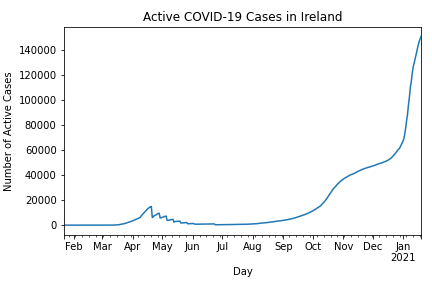 Active COVID-19 Cases in Ireland
Number of Active Cases
140000
120000
100000
80000
60000
40000
20000
0
Feb Mar Apr May Jun Jul Aug Sep Oct Nov Dec Jan
2021
Day